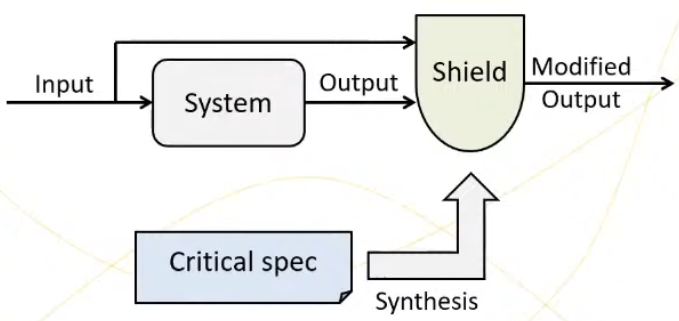 Input
System
Output
Shield
Modified
Output
Critical spec
Synthesis